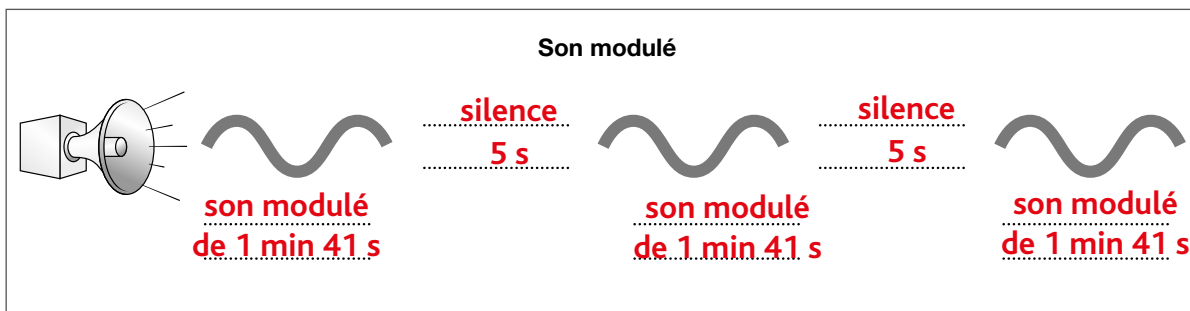 Son modulé
silence
5 s
silence
5 s
son modulé
de 1 min 41 s
son modulé
de 1 min 41 s
son modulé
de 1 min 41 s